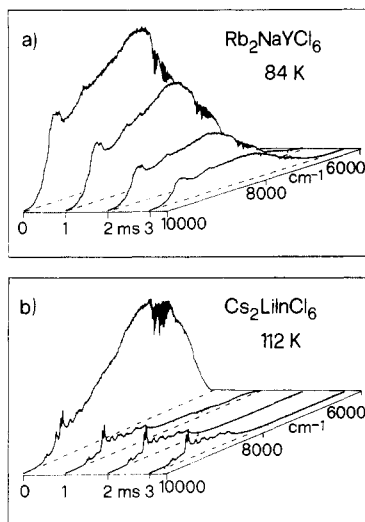 a)
Rb₂NaYCl₆
84 K
6000
cm⁻¹
8000
0 1 2 ms 3 10000
b)
Cs₂LiInCl₆
112 K
6000
cm⁻¹
8000
0 1 2 ms 3 10000